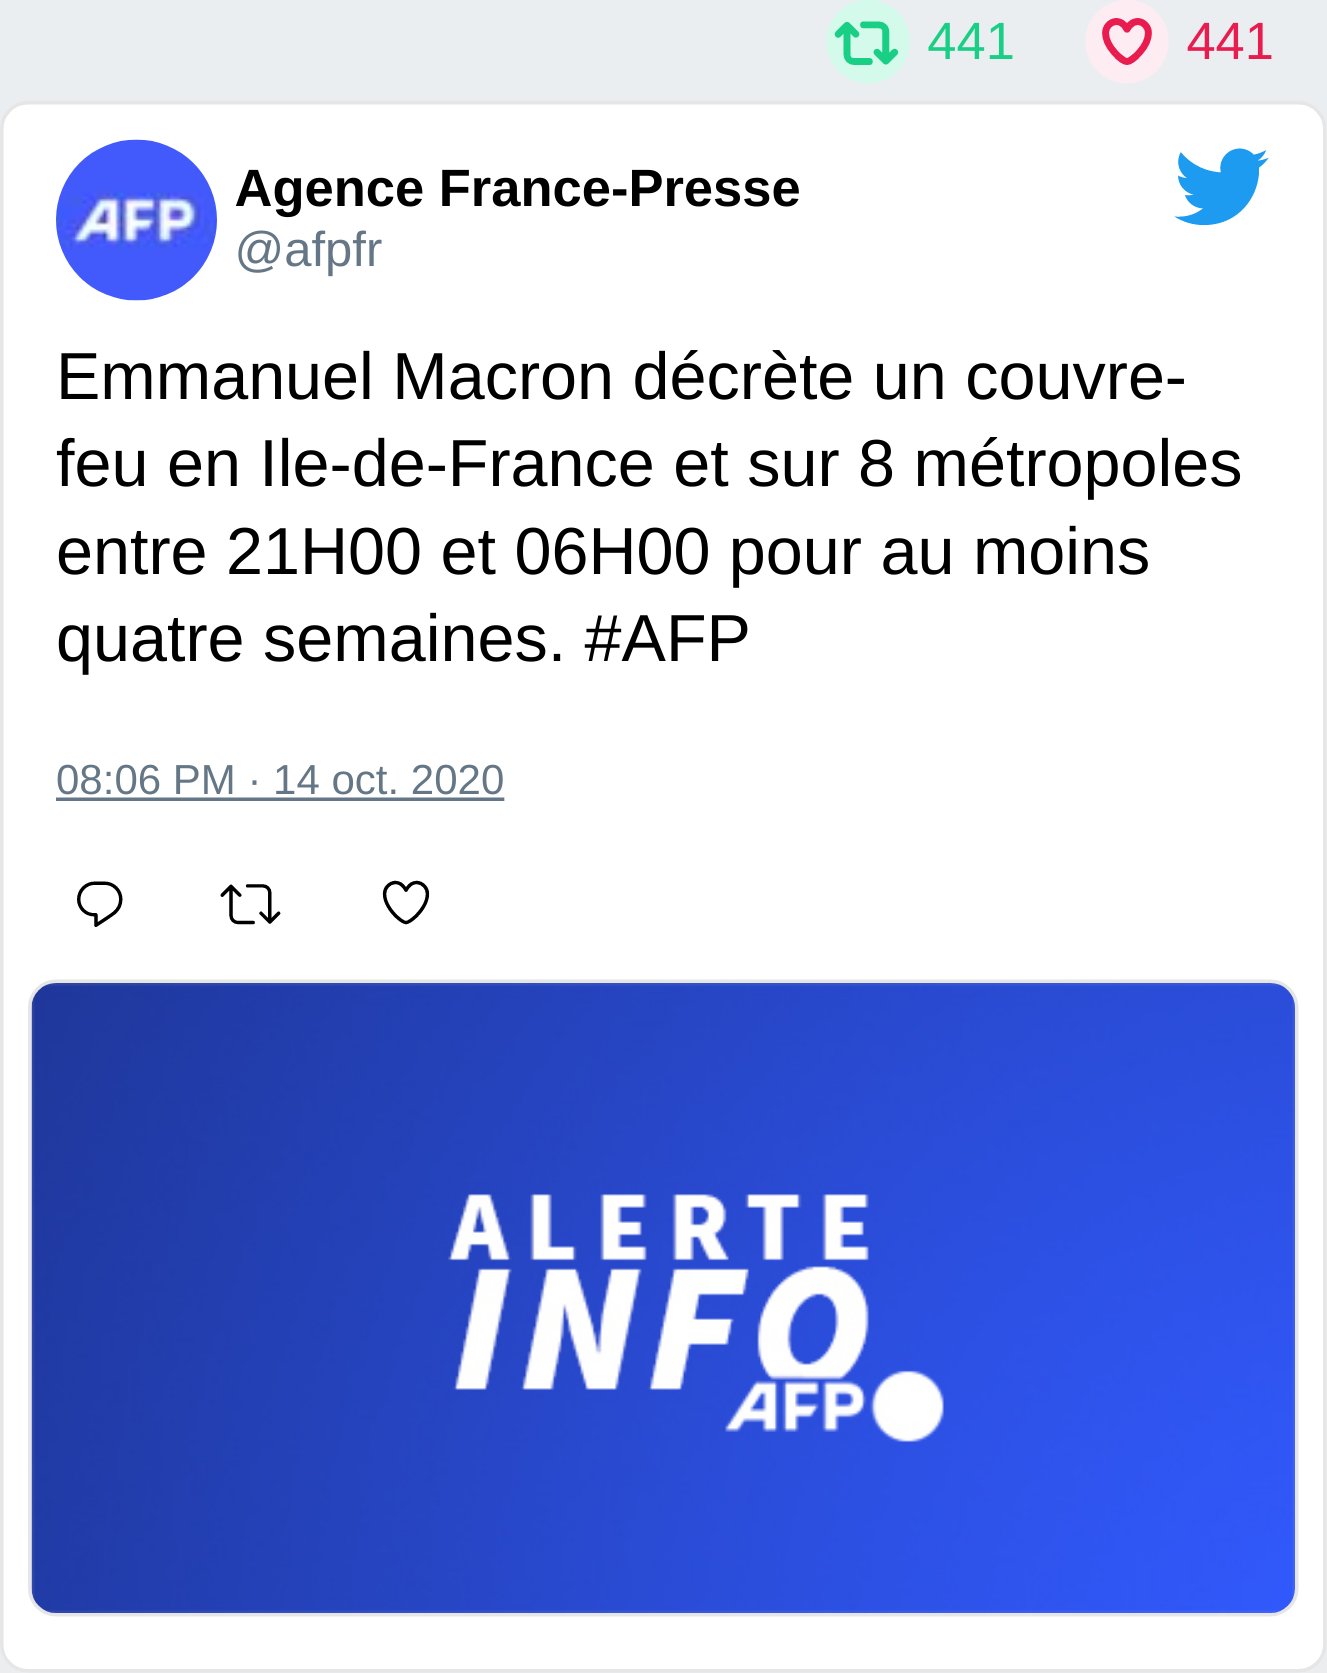 441 441
AFP
Agence France-Presse
@afpfr
Emmanuel Macron décrète un couvre-
feu en Ile-de-France et sur 8 métropoles
entre 21H00 et 06H00 pour au moins
quatre semaines. #AFP
08:06 PM · 14 oct. 2020
ALERTE
INFO
AFP